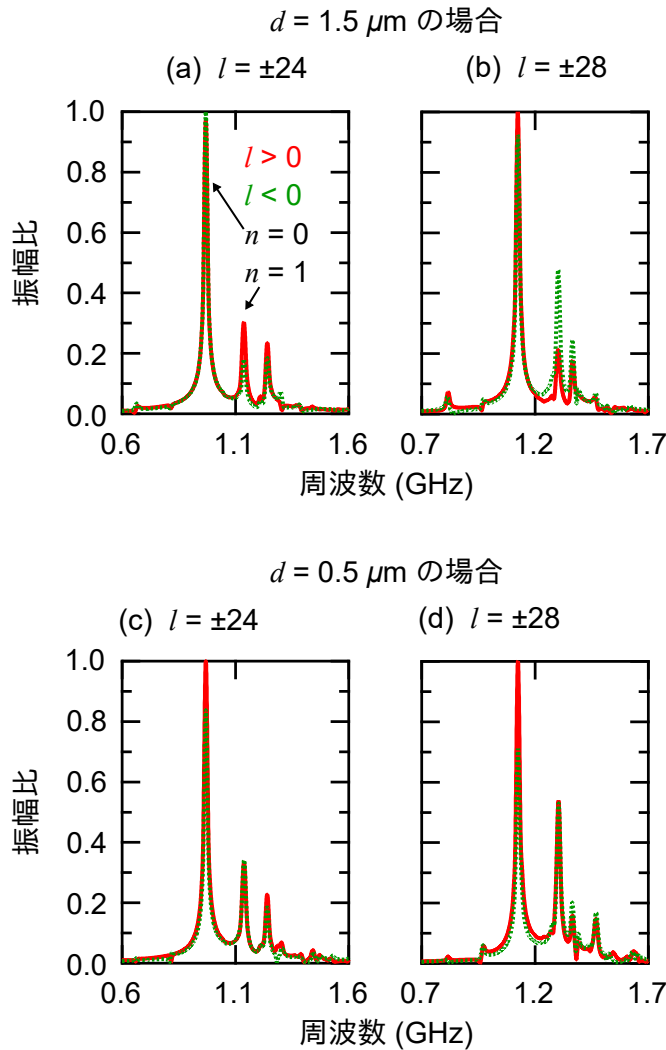 d = 1.5 μm の場合
(a) l = ±24
(b) l = ±28
振幅比
1.0
0.8
0.6
0.4
0.2
0.0
l > 0
l < 0
n = 0
n = 1
0.6 1.1 1.6
0.7 1.2 1.7
周波数 (GHz)
d = 0.5 μm の場合
(c) l = ±24
(d) l = ±28
振幅比
1.0
0.8
0.6
0.4
0.2
0.0
0.6 1.1 1.6
0.7 1.2 1.7
周波数 (GHz)